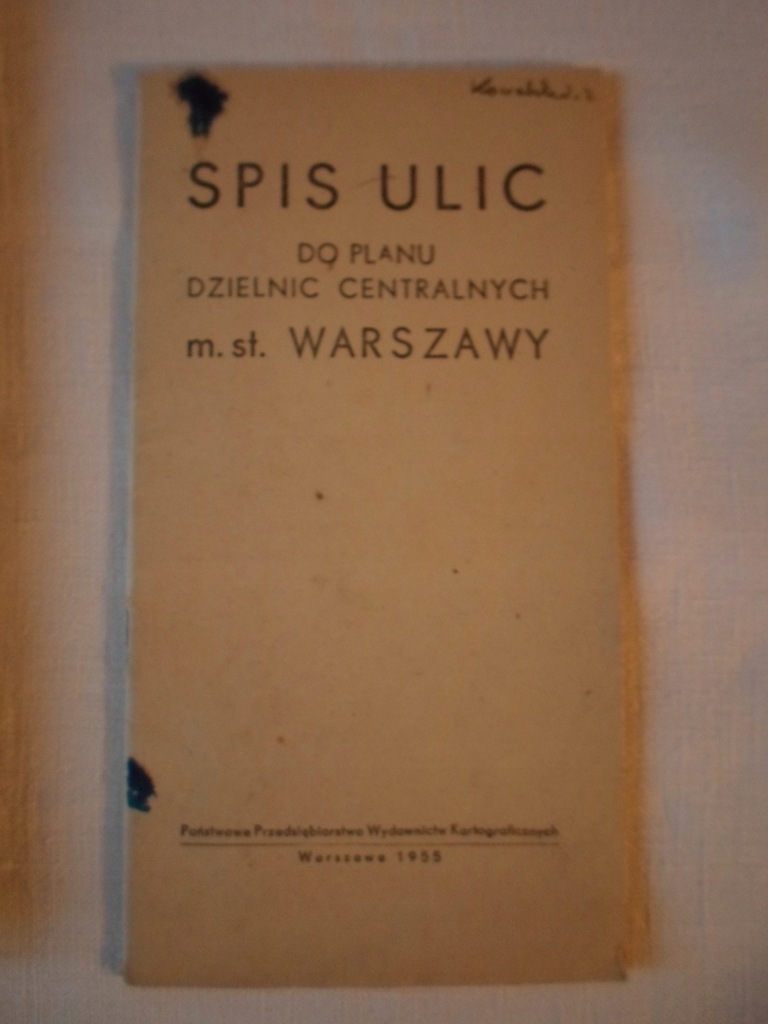 SPIS ULIC
DO PLANU
DZIELNIC CENTRALNYCH
m. st. WARSZAWY
Państwowe Przedsiębiorstwo Wydawnictw Kartograficznych
Warszawa 1955